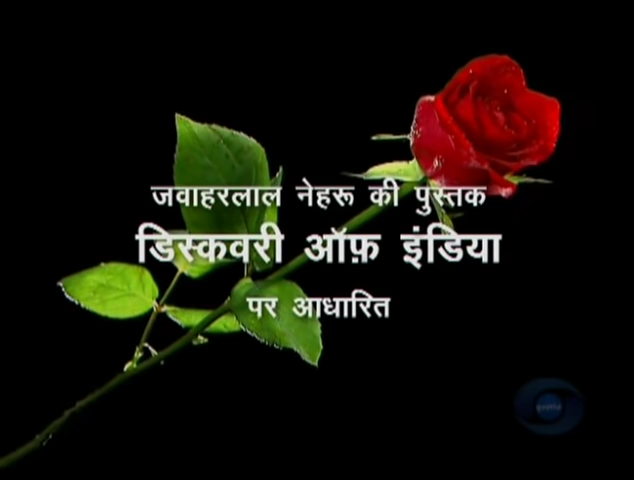 जवाहरलाल नेहरू की पुस्तक
डिस्कवरी ऑफ़ इंडिया
पर आधारित